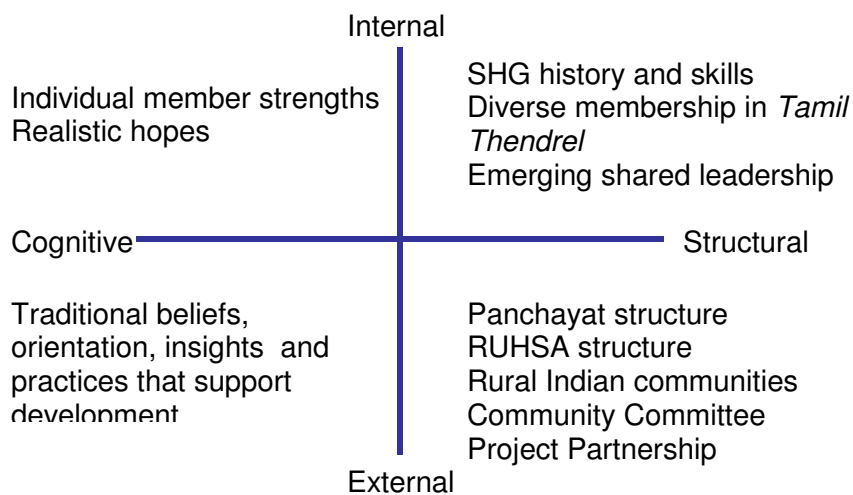 Internal
Individual member strengths
Realistic hopes
SHG history and skills
Diverse membership in Tamil
Thendrel
Emerging shared leadership
Cognitive
Structural
Traditional beliefs,
orientation, insights and
practices that support
development
Panchayat structure
RUHSA structure
Rural Indian communities
Community Committee
Project Partnership
External